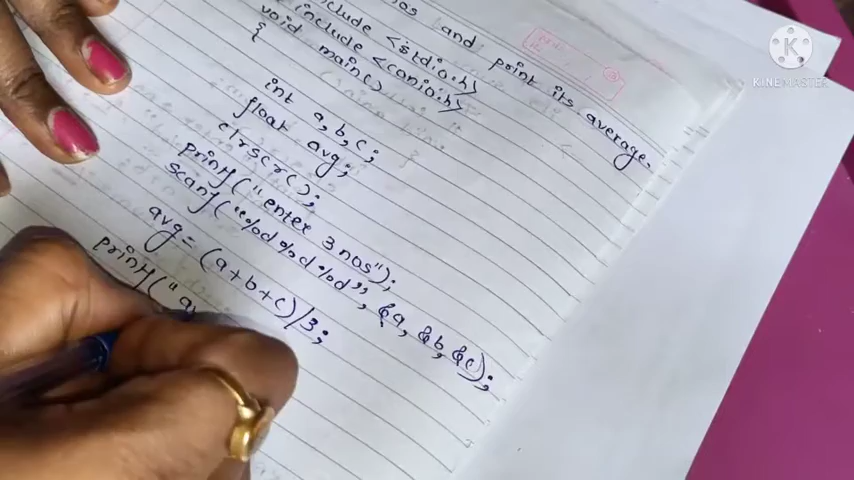 nos and print its average.
include <stdio.h>
include <conio.h>
void main()
{
int a,b,c;
float avg;
clrscr();
printf("enter 3 nos");
scanf("%d%d%d", &a, &b, &c);
avg = (a+b+c)/3;
printf("a
KINEMASTER